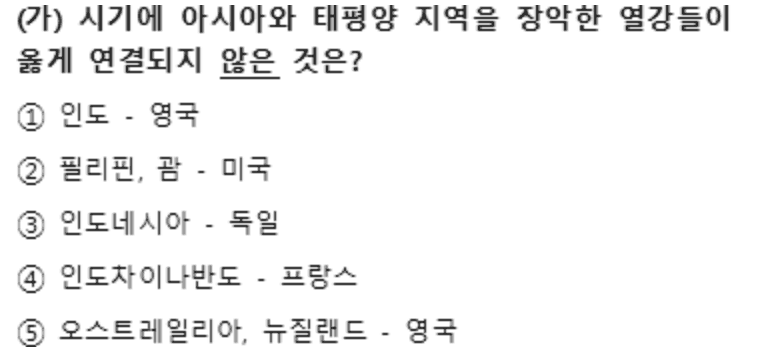 (가) 시기에 아시아와 태평양 지역을 장악한 열강들이
옳게 연결되지 않은 것은?
① 인도 - 영국
② 필리핀, 괌 - 미국
③ 인도네시아 - 독일
④ 인도차이나반도 - 프랑스
⑤ 오스트레일리아, 뉴질랜드 - 영국